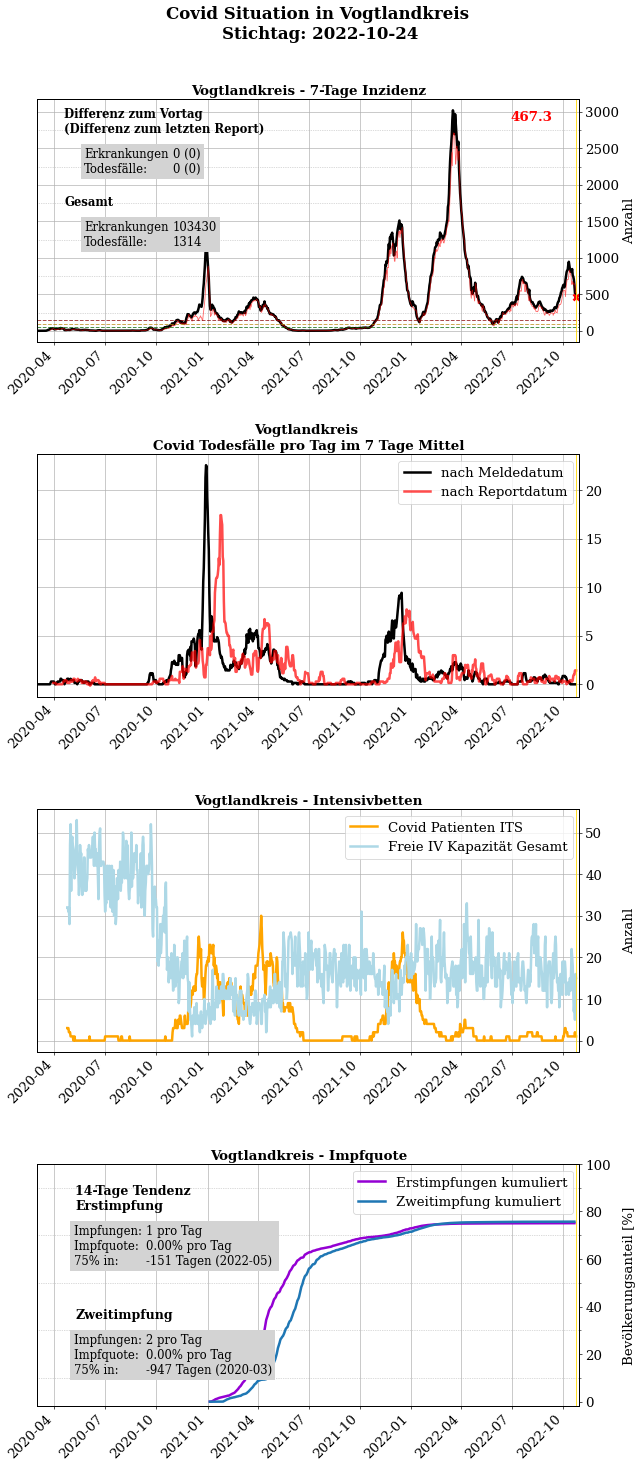 Covid Situation in Vogtlandkreis
Stichtag: 2022-10-24
Vogtlandkreis - 7-Tage Inzidenz
Differenz zum Vortag
(Differenz zum letzten Report)
Erkrankungen 0 (0)
Todesfälle: 0 (0)
Gesamt
Erkrankungen 103430
Todesfälle: 1314
467.3
3000
2500
2000
1500
1000
500
0
Anzahl
2020-04
2020-07
2020-10
2021-01
2021-04
2021-07
2021-10
2022-01
2022-04
2022-07
2022-10
Vogtlandkreis
Covid Todesfälle pro Tag im 7 Tage Mittel
nach Meldedatum
nach Reportdatum
20
15
10
5
0
2020-04
2020-07
2020-10
2021-01
2021-04
2021-07
2021-10
2022-01
2022-04
2022-07
2022-10
Vogtlandkreis - Intensivbetten
Covid Patienten ITS
Freie IV Kapazität Gesamt
50
40
30
20
10
0
Anzahl
2020-04
2020-07
2020-10
2021-01
2021-04
2021-07
2021-10
2022-01
2022-04
2022-07
2022-10
Vogtlandkreis - Impfquote
14-Tage Tendenz
Erstimpfung
Impfungen: 1 pro Tag
Impfquote: 0.00% pro Tag
75% in: -151 Tagen (2022-05)
Zweitimpfung
Impfungen: 2 pro Tag
Impfquote: 0.00% pro Tag
75% in: -947 Tagen (2020-03)
Erstimpfungen kumuliert
Zweitimpfung kumuliert
100
80
60
40
20
0
Bevölkerungsanteil [%]
2020-04
2020-07
2020-10
2021-01
2021-04
2021-07
2021-10
2022-01
2022-04
2022-07
2022-10